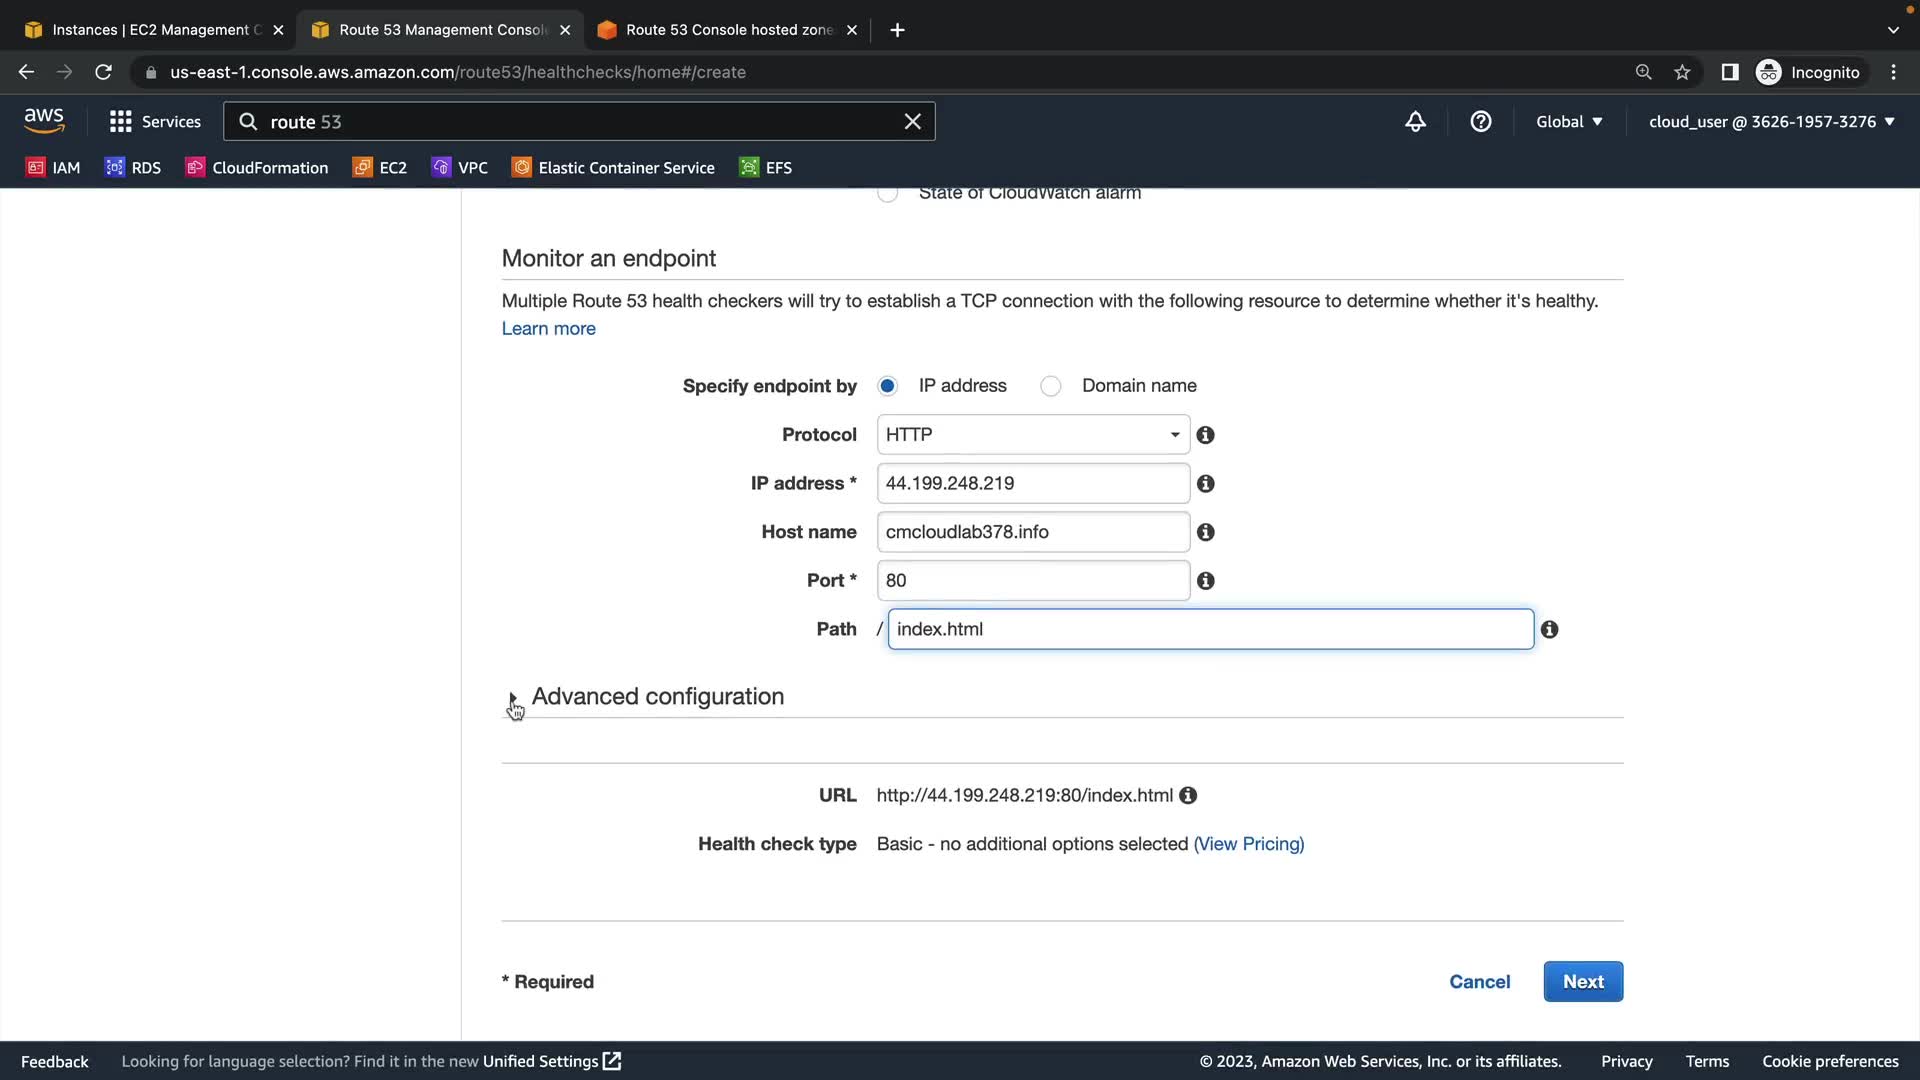 Instances | EC2 Management C
Route 53 Management Consol
Route 53 Console hosted zone
us-east-1.console.aws.amazon.com/route53/healthchecks/home#/create
Incognito
aws
Services
route 53
Global
cloud_user @ 3626-1957-3276
IAM
RDS
CloudFormation
EC2
VPC
Elastic Container Service
EFS
State of CloudWatch alarm
Monitor an endpoint
Multiple Route 53 health checkers will try to establish a TCP connection with the following resource to determine whether it's healthy.
Learn more
Specify endpoint by IP address Domain name
Protocol HTTP
IP address * 44.199.248.219
Host name cmcloudlab378.info
Port * 80
Path / index.html
Advanced configuration
URL http://44.199.248.219:80/index.html
Health check type Basic - no additional options selected (View Pricing)
* Required
Cancel
Next
Feedback
Looking for language selection? Find it in the new Unified Settings
© 2023, Amazon Web Services, Inc. or its affiliates.
Privacy
Terms
Cookie preferences